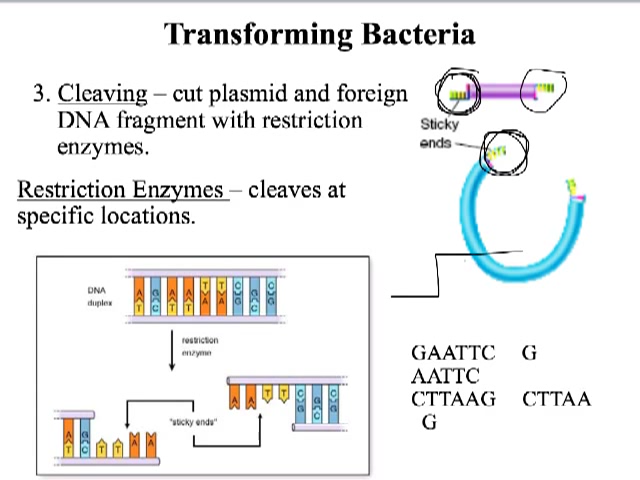 Transforming Bacteria
3. Cleaving – cut plasmid and foreign
DNA fragment with restriction
enzymes.
Restriction Enzymes – cleaves at
specific locations.
Sticky
ends
DNA
duplex
A G A A T T C G C
T C T T A A G C G
restriction
enzyme
A A T T C G C
G C G
"sticky ends"
A G
T C T T A A
GAATTC G
AATTC
CTTAAG CTTAA
G